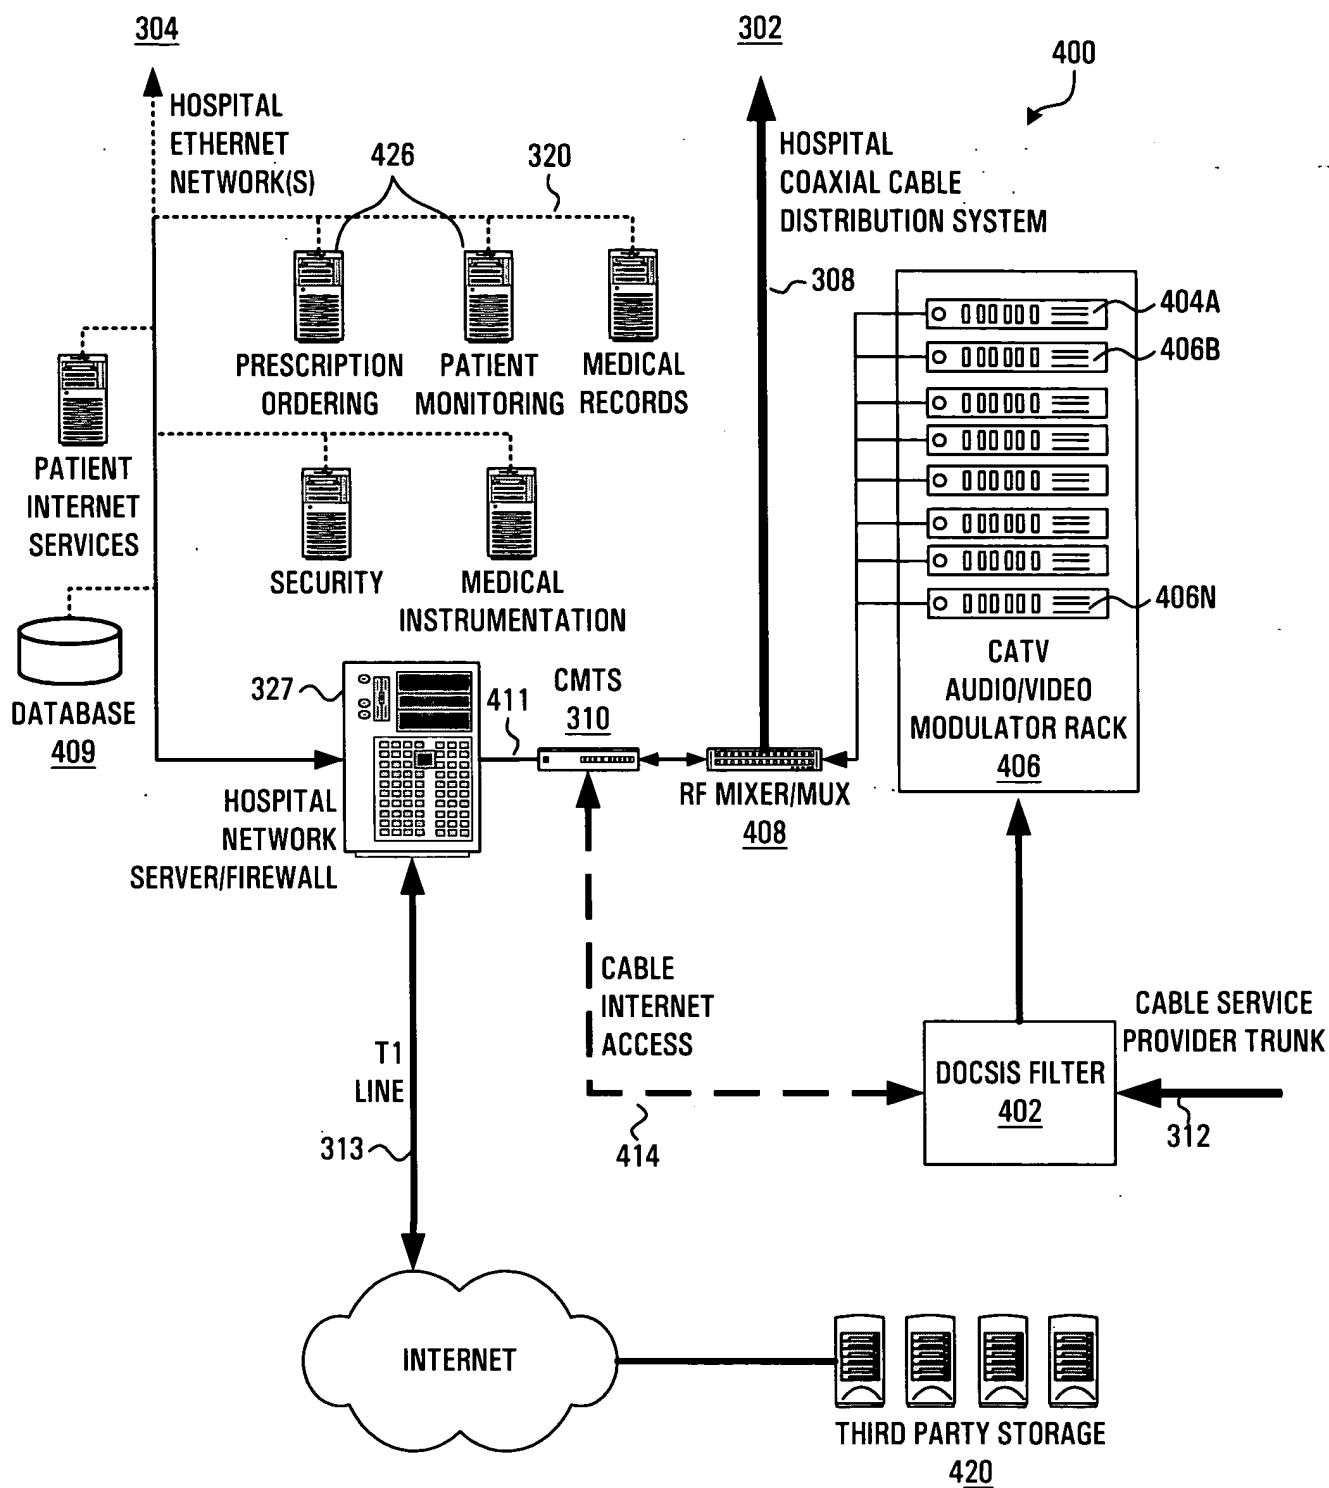 304
302
400
HOSPITAL
ETHERNET
NETWORK(S)
426
320
HOSPITAL
COAXIAL CABLE
DISTRIBUTION SYSTEM
308
404A
406B
406N
PRESCRIPTION
ORDERING
PATIENT
MONITORING
MEDICAL
RECORDS
PATIENT
INTERNET
SERVICES
SECURITY
MEDICAL
INSTRUMENTATION
DATABASE
409
327
411
CMTS
310
CATV
AUDIO/VIDEO
MODULATOR RACK
406
HOSPITAL
NETWORK
SERVER/FIREWALL
RF MIXER/MUX
408
CABLE
INTERNET
ACCESS
T1
LINE
313
414
DOCSIS FILTER
402
CABLE SERVICE
PROVIDER TRUNK
312
INTERNET
THIRD PARTY STORAGE
420